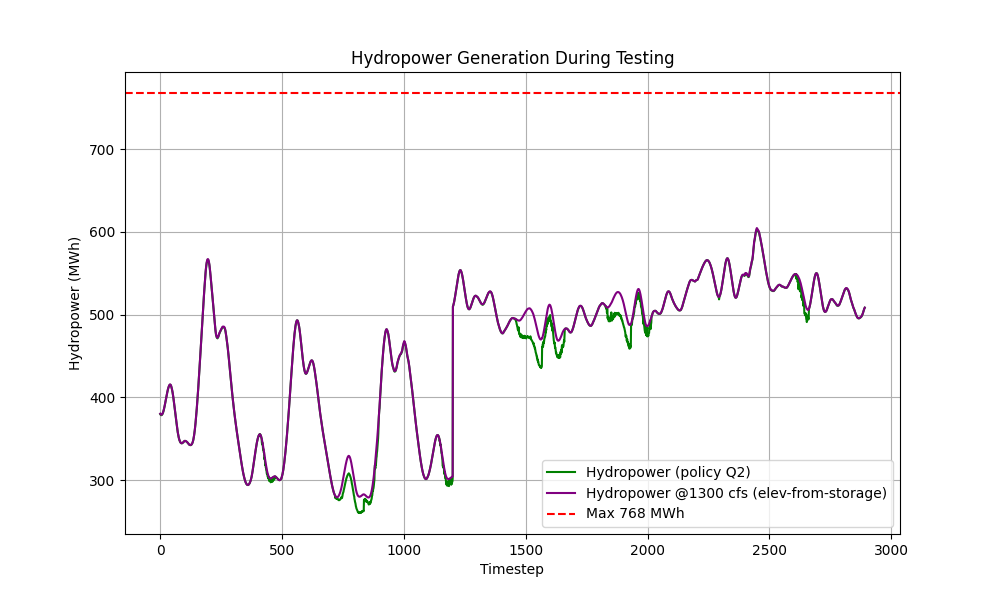 Hydropower Generation During Testing
Hydropower (MWh)
700
600
500
400
300
0 500 1000 1500 2000 2500 3000
Timestep
Hydropower (policy Q2)
Hydropower @1300 cfs (elev-from-storage)
Max 768 MWh